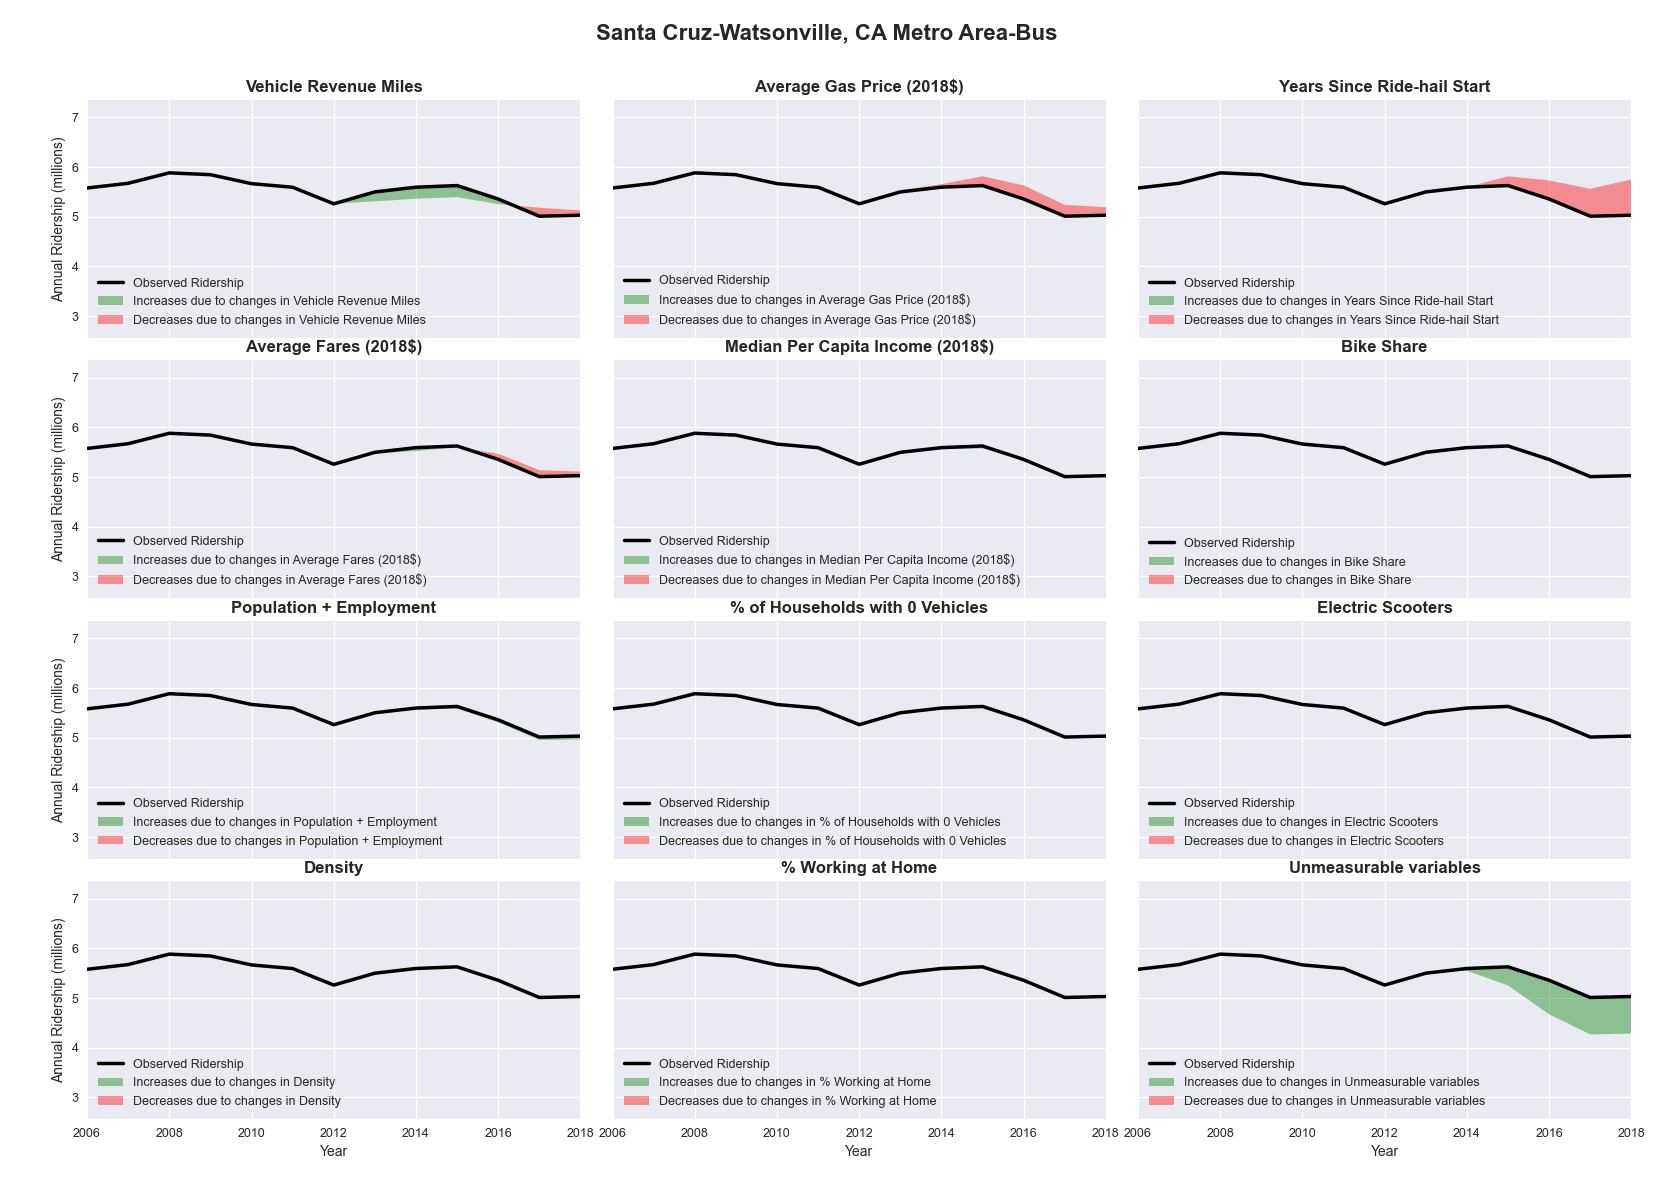 Santa Cruz-Watsonville, CA Metro Area-Bus
Vehicle Revenue Miles
Annual Ridership (millions)
7
6
5
4
3
Observed Ridership
Increases due to changes in Vehicle Revenue Miles
Decreases due to changes in Vehicle Revenue Miles
Average Gas Price (2018$)
Observed Ridership
Increases due to changes in Average Gas Price (2018$)
Decreases due to changes in Average Gas Price (2018$)
Years Since Ride-hail Start
Observed Ridership
Increases due to changes in Years Since Ride-hail Start
Decreases due to changes in Years Since Ride-hail Start
Average Fares (2018$)
Annual Ridership (millions)
7
6
5
4
3
Observed Ridership
Increases due to changes in Average Fares (2018$)
Decreases due to changes in Average Fares (2018$)
Median Per Capita Income (2018$)
Observed Ridership
Increases due to changes in Median Per Capita Income (2018$)
Decreases due to changes in Median Per Capita Income (2018$)
Bike Share
Observed Ridership
Increases due to changes in Bike Share
Decreases due to changes in Bike Share
Population + Employment
Annual Ridership (millions)
7
6
5
4
3
Observed Ridership
Increases due to changes in Population + Employment
Decreases due to changes in Population + Employment
% of Households with 0 Vehicles
Observed Ridership
Increases due to changes in % of Households with 0 Vehicles
Decreases due to changes in % of Households with 0 Vehicles
Electric Scooters
Observed Ridership
Increases due to changes in Electric Scooters
Decreases due to changes in Electric Scooters
Density
Annual Ridership (millions)
7
6
5
4
3
Observed Ridership
Increases due to changes in Density
Decreases due to changes in Density
2006 2008 2010 2012 2014 2016 2018
Year
% Working at Home
Observed Ridership
Increases due to changes in % Working at Home
Decreases due to changes in % Working at Home
2006 2008 2010 2012 2014 2016 2018
Year
Unmeasurable variables
Observed Ridership
Increases due to changes in Unmeasurable variables
Decreases due to changes in Unmeasurable variables
2006 2008 2010 2012 2014 2016 2018
Year